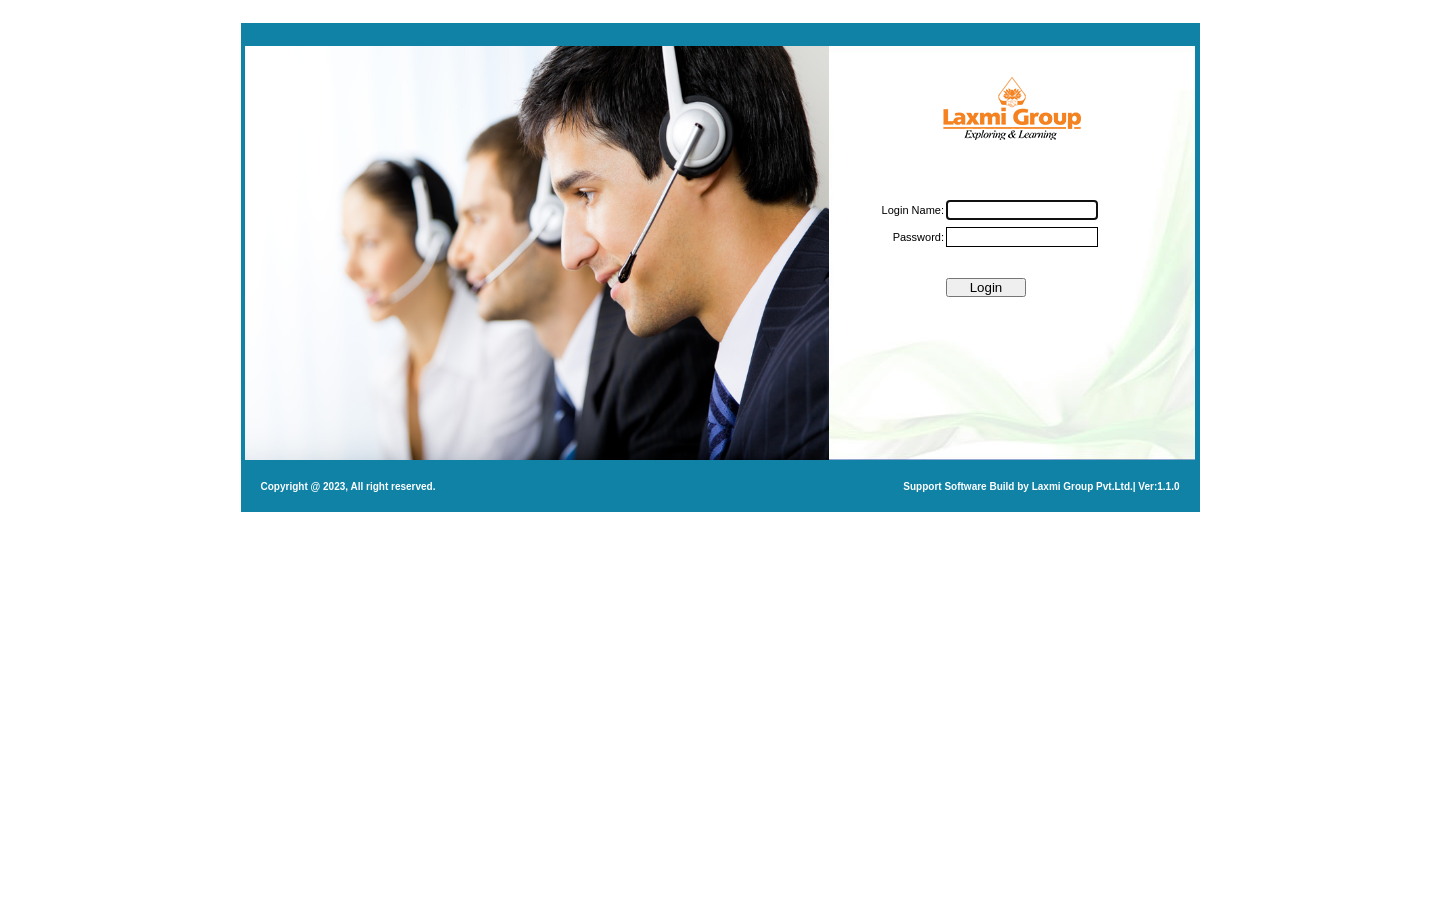 Laxmi Group
Exploring & Learning
Login Name:
Password:
Login
Copyright @ 2023, All right reserved.
Support Software Build by Laxmi Group Pvt.Ltd.| Ver:1.1.0